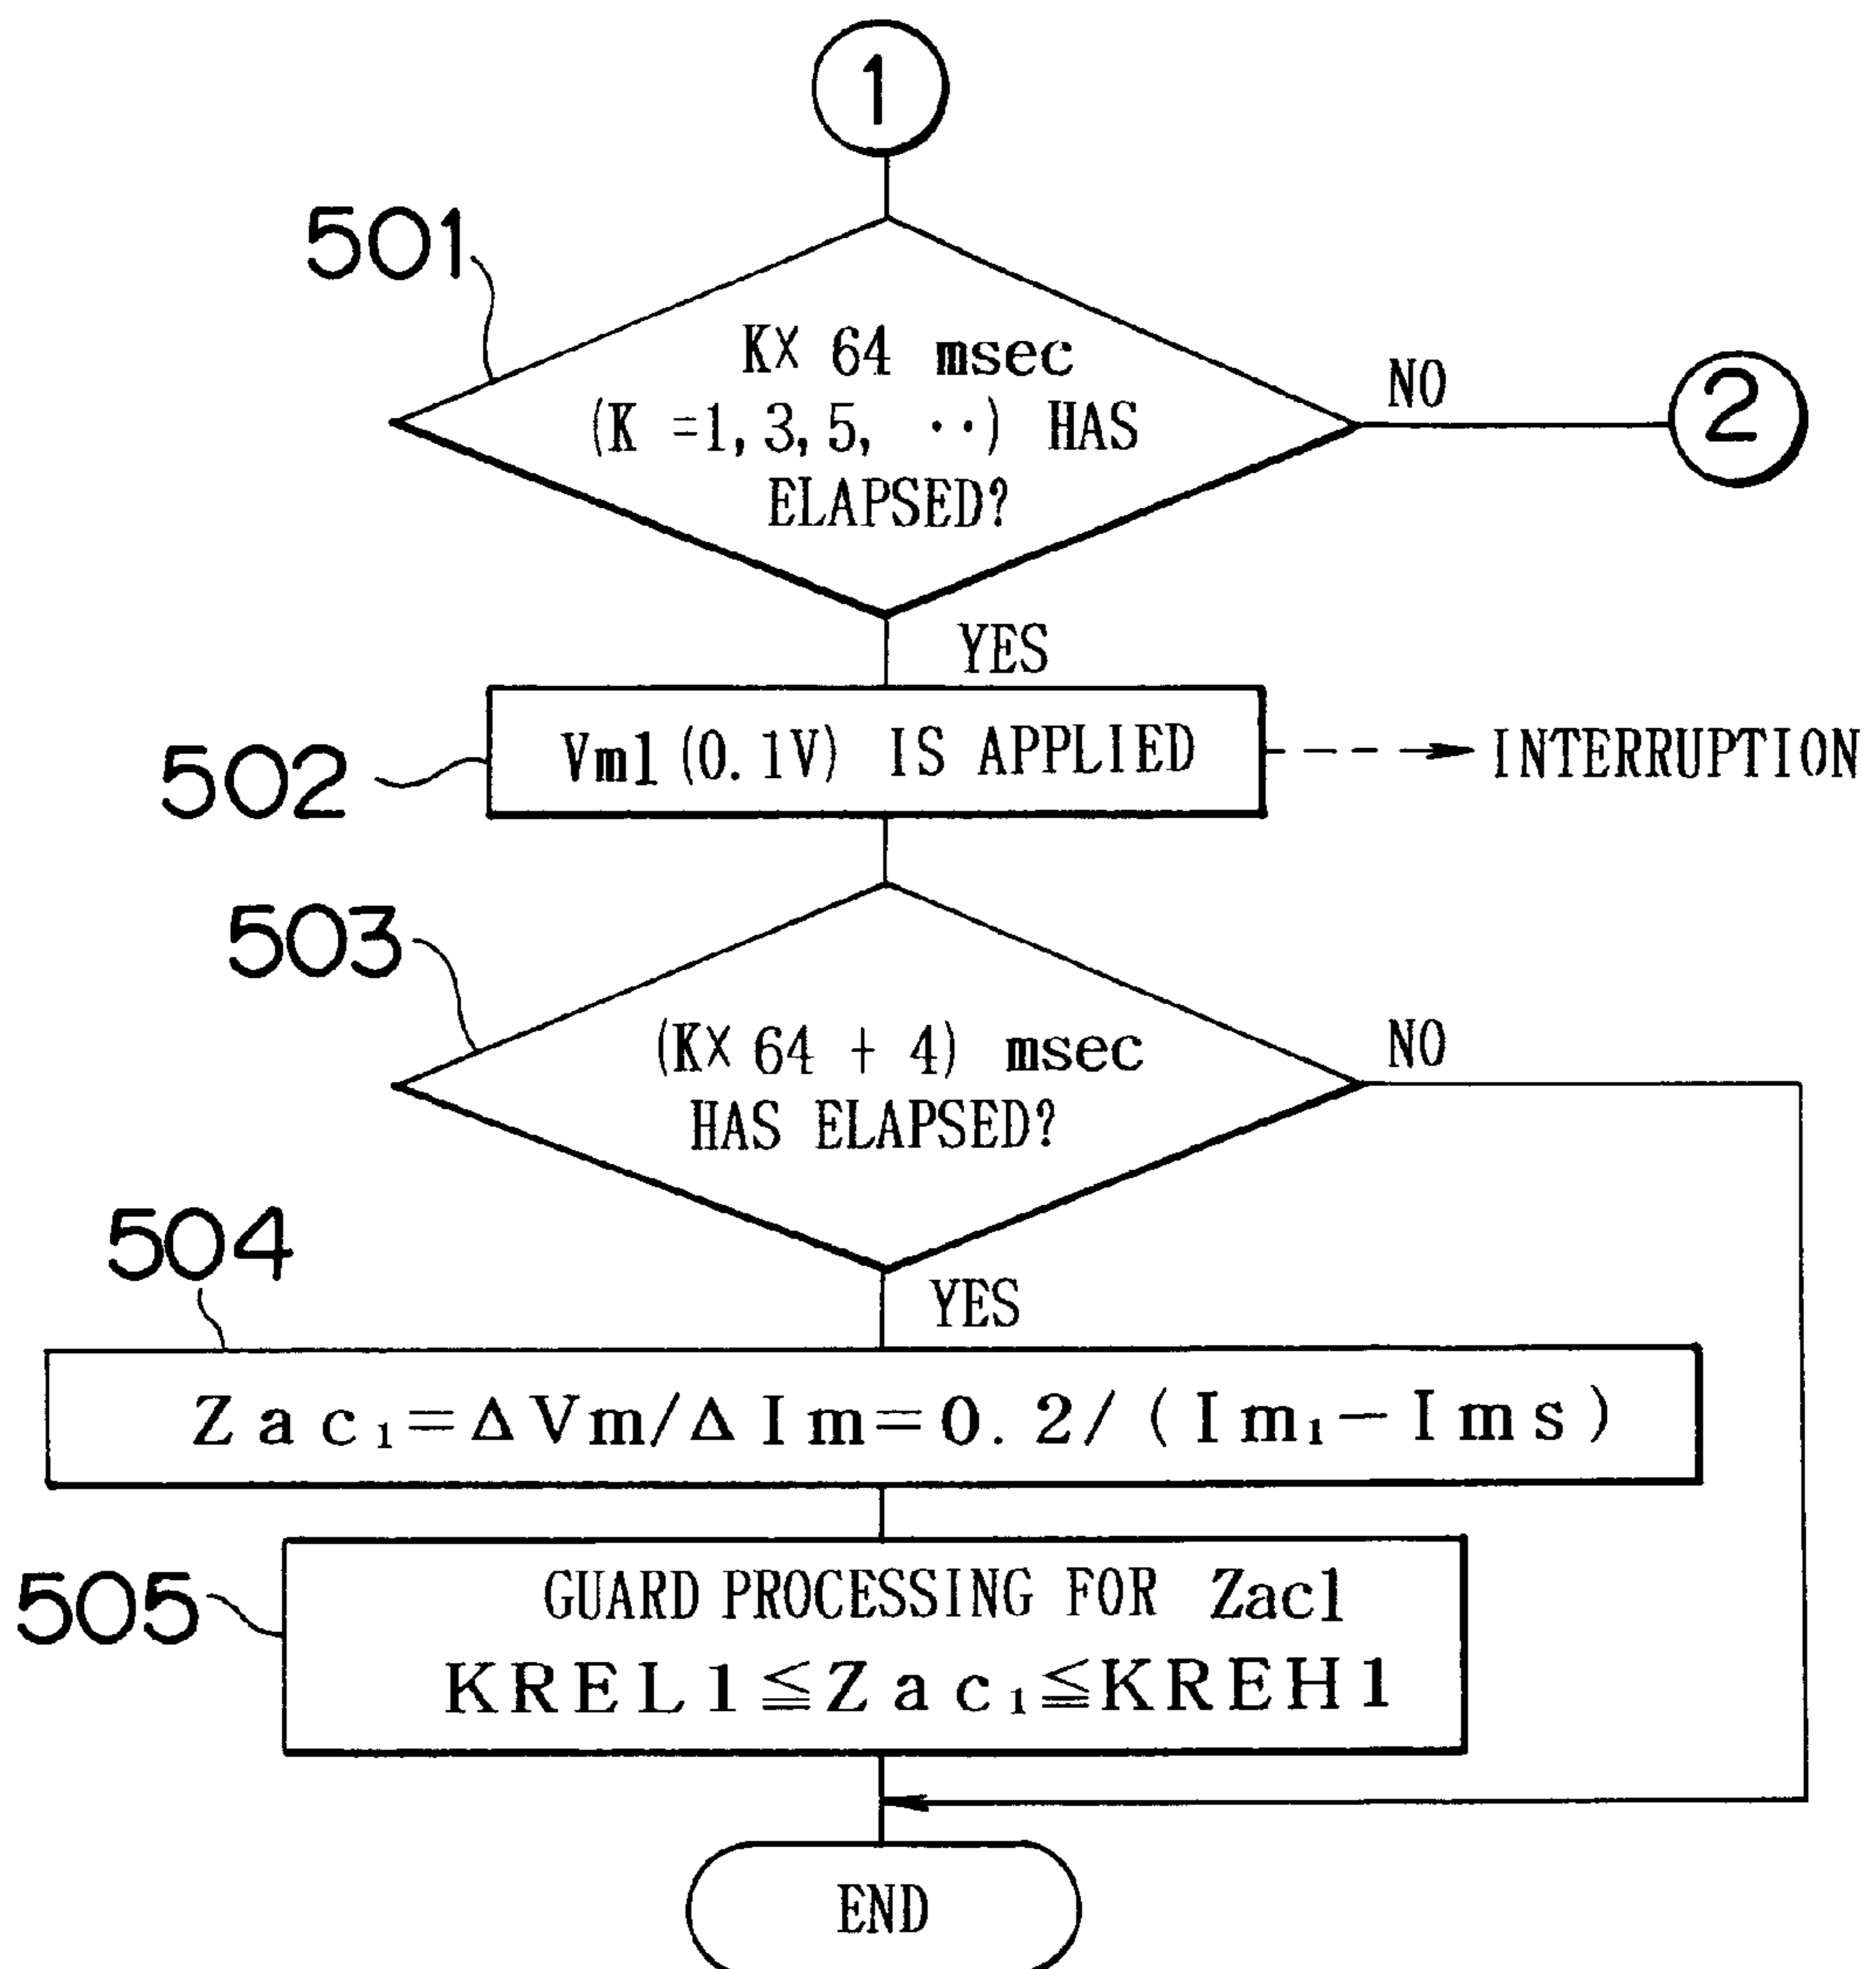 1
501
K× 64 msec
(K =1, 3, 5, ··) HAS
ELAPSED?
NO
2
YES
502
Vm1 (0. 1V) IS APPLIED
INTERRUPTION
503
(K× 64 + 4) msec
HAS ELAPSED?
NO
504
YES
Zac₁=ΔVm/ΔIm=0. 2/(Im₁-Ims)
505
GUARD PROCESSING FOR Zac1
KREL1≦Zac₁≦KREH1
END